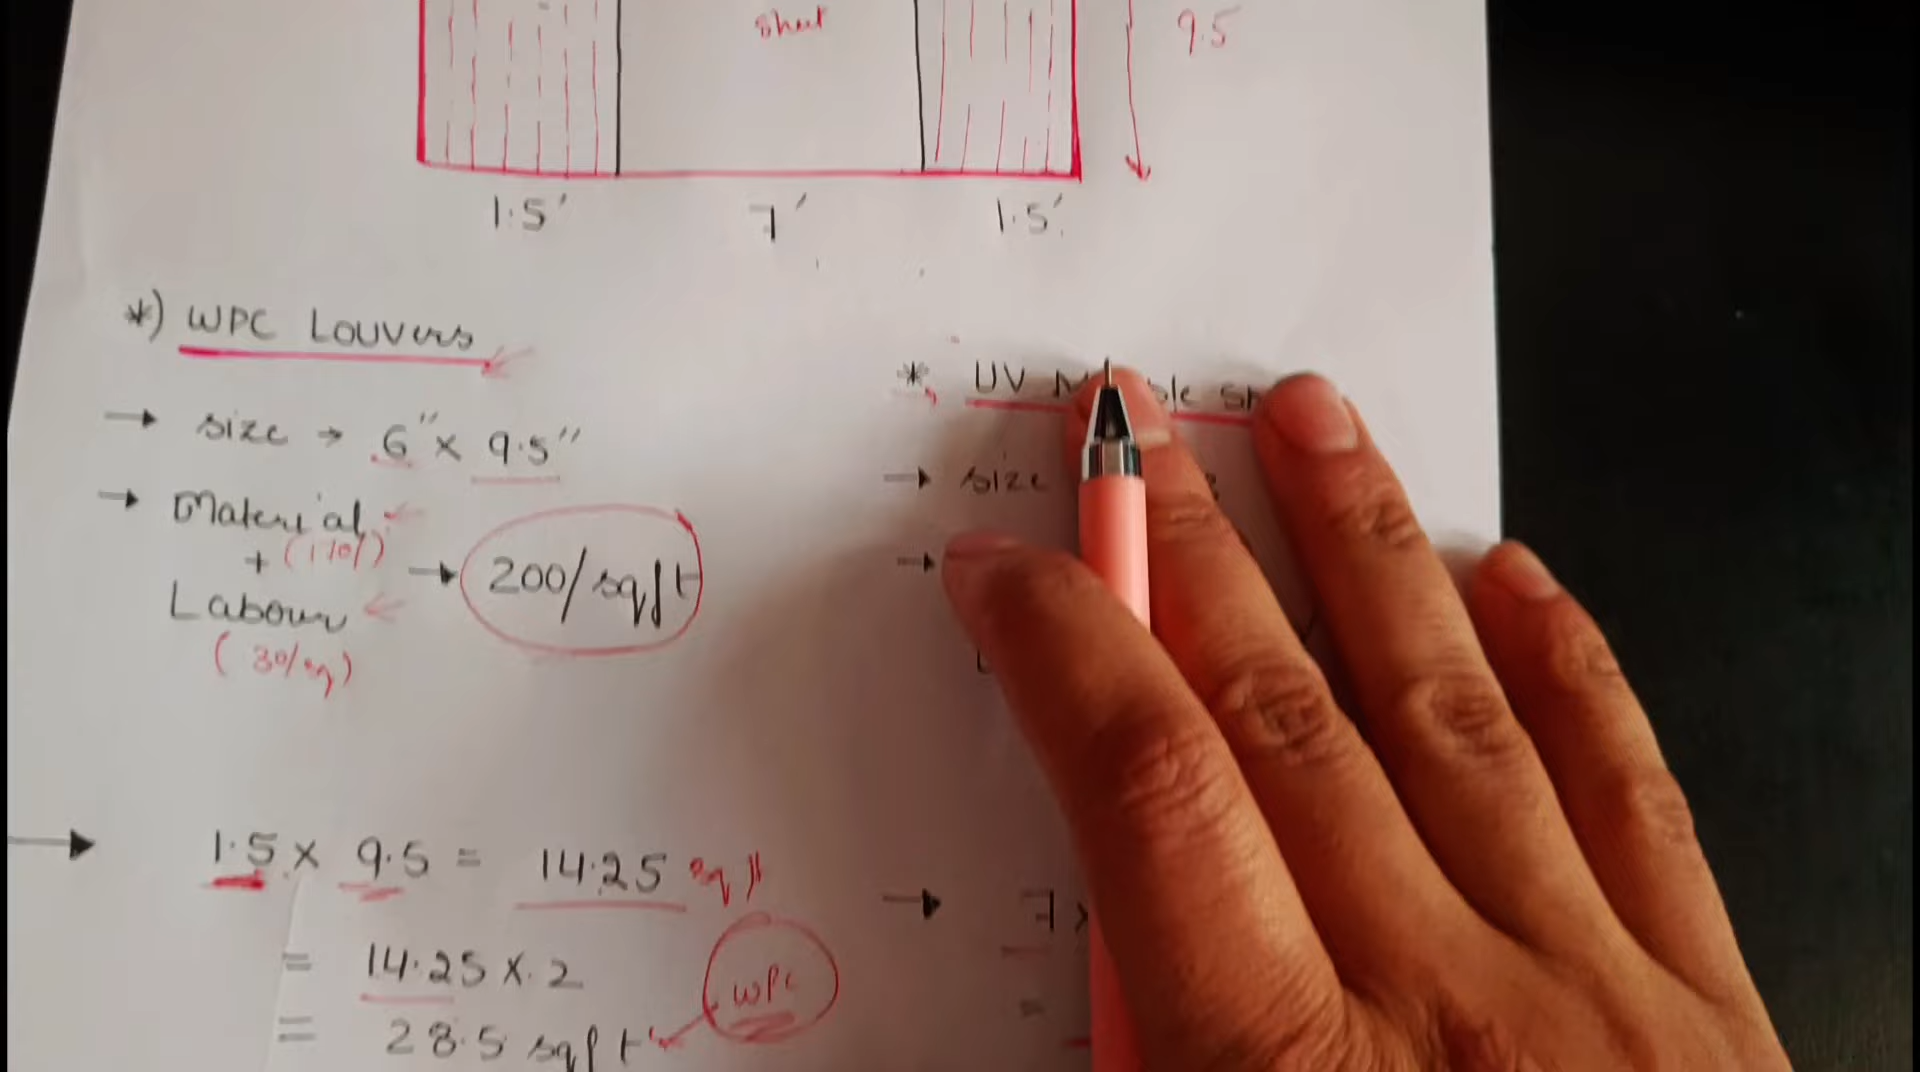 sheet
9.5
1.5' 7' 1.5'
*) WPC Louvers
→ size → 6" x 9.5"
→ Material
+ (170/)
Labour
(30/sq)
→ 200/sqft
1.5 x 9.5 = 14.25 sqft
= 14.25 x 2
= 28.5 sqft
WPC
* UV
→ size
→
→ 7 x
=